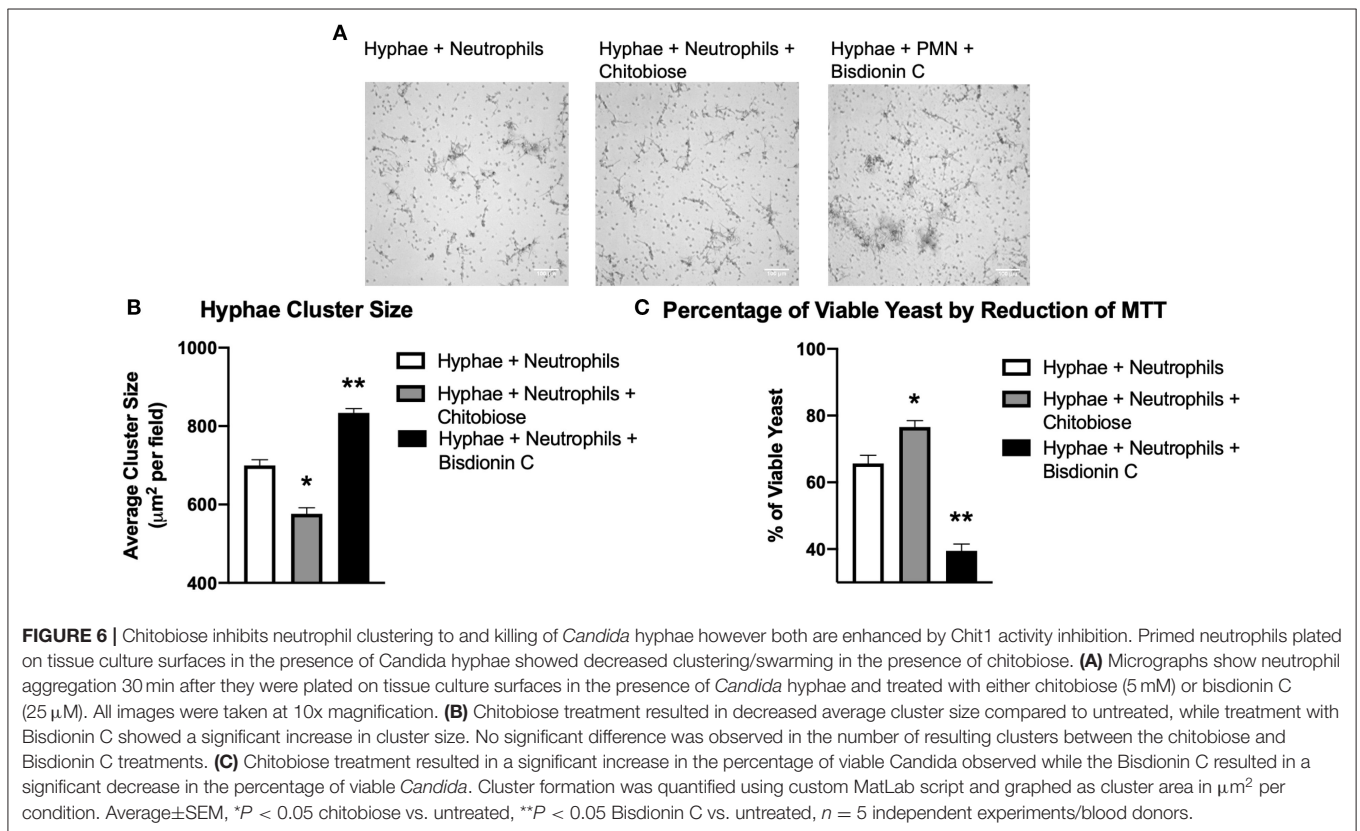 A
Hyphae + Neutrophils
Hyphae + Neutrophils +
Chitobiose
Hyphae + PMN +
Bisdionin C
100 µm
100 µm
100 µm
B Hyphae Cluster Size
Average Cluster Size
(µm² per field)
1000
800
600
400
*
**
Hyphae + Neutrophils
Hyphae + Neutrophils +
Chitobiose
Hyphae + Neutrophils +
Bisdionin C
C Percentage of Viable Yeast by Reduction of MTT
% of Viable Yeast
100
80
60
40
*
**
Hyphae + Neutrophils
Hyphae + Neutrophils +
Chitobiose
Hyphae + Neutrophils +
Bisdionin C
FIGURE 6 | Chitobiose inhibits neutrophil clustering to and killing of Candida hyphae however both are enhanced by Chit1 activity inhibition. Primed neutrophils plated
on tissue culture surfaces in the presence of Candida hyphae showed decreased clustering/swarming in the presence of chitobiose. (A) Micrographs show neutrophil
aggregation 30 min after they were plated on tissue culture surfaces in the presence of Candida hyphae and treated with either chitobiose (5 mM) or bisdionin C
(25 µM). All images were taken at 10x magnification. (B) Chitobiose treatment resulted in decreased average cluster size compared to untreated, while treatment with
Bisdionin C showed a significant increase in cluster size. No significant difference was observed in the number of resulting clusters between the chitobiose and
Bisdionin C treatments. (C) Chitobiose treatment resulted in a significant increase in the percentage of viable Candida observed while the Bisdionin C resulted in a
significant decrease in the percentage of viable Candida. Cluster formation was quantified using custom MatLab script and graphed as cluster area in µm² per
condition. Average±SEM, *P < 0.05 chitobiose vs. untreated, **P < 0.05 Bisdionin C vs. untreated, n = 5 independent experiments/blood donors.